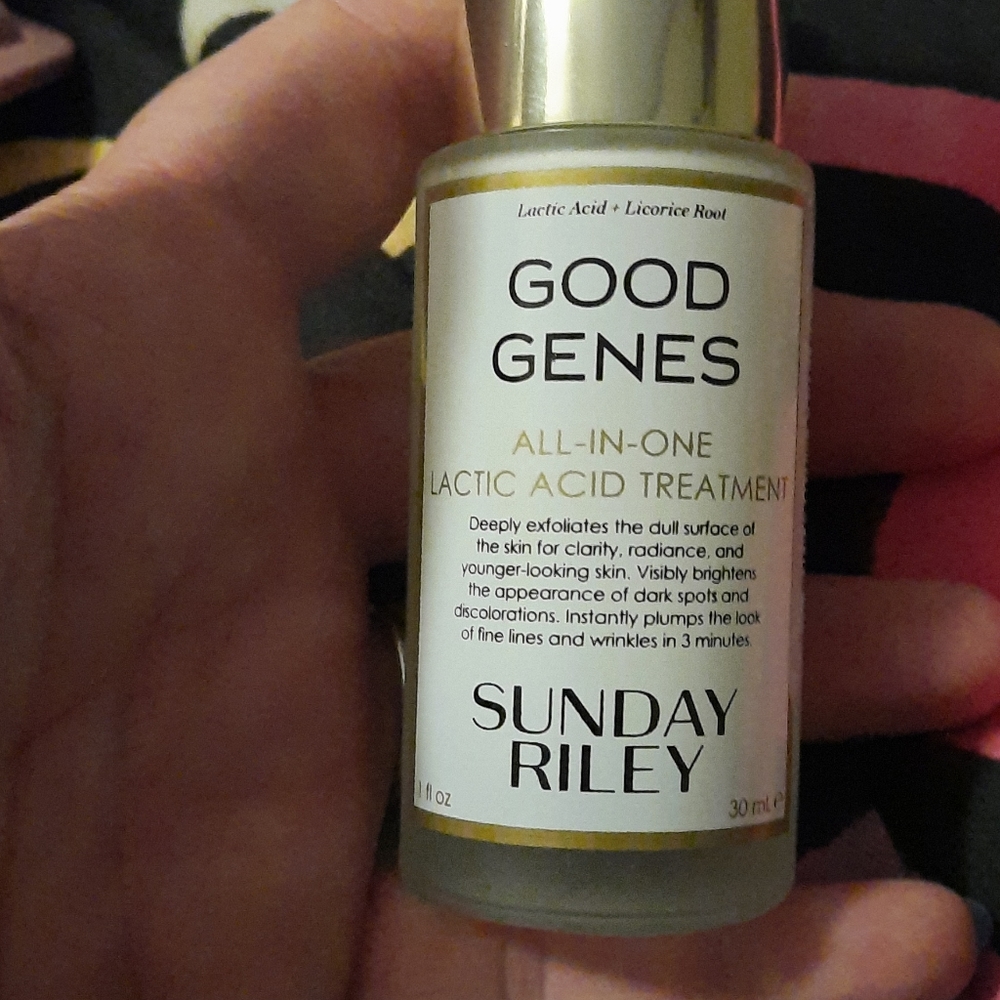 Lactic Acid + Licorice Root
GOOD
GENES
ALL-IN-ONE
LACTIC ACID TREATMENT
Deeply exfoliates the dull surface of
the skin for clarity, radiance, and
younger-looking skin. Visibly brightens
the appearance of dark spots and
discolorations. Instantly plumps the look
of fine lines and wrinkles in 3 minutes.
SUNDAY
RILEY
1 fl oz
30 mL ℮